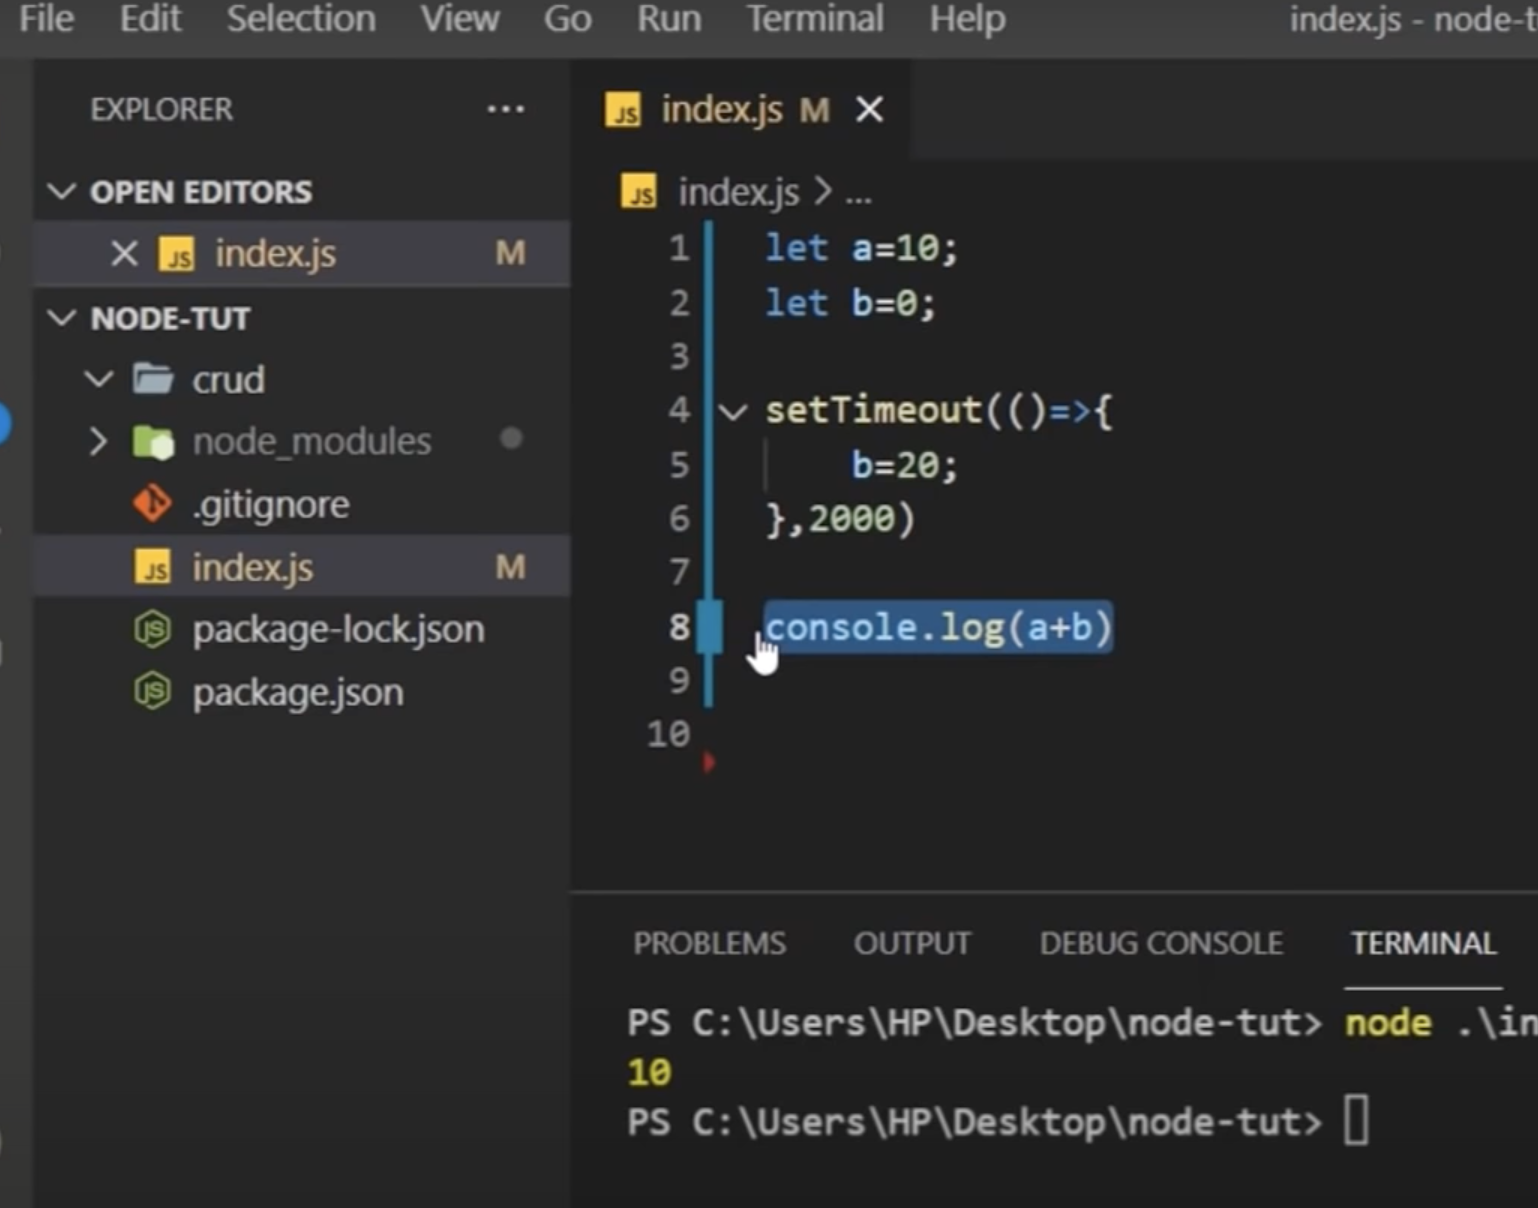 File Edit Selection View Go Run Terminal Help index.js - node-t
EXPLORER ...
OPEN EDITORS
index.js M
NODE-TUT
crud
node_modules
.gitignore
JS index.js M
package-lock.json
package.json
JS index.js M
JS index.js > ...
1 let a=10;
2 let b=0;
3
4 setTimeout(()=>{
5 b=20;
6 },2000)
7
8 console.log(a+b)
9
10
PROBLEMS OUTPUT DEBUG CONSOLE TERMINAL
PS C:\Users\HP\Desktop\node-tut> node .\in
10
PS C:\Users\HP\Desktop\node-tut>